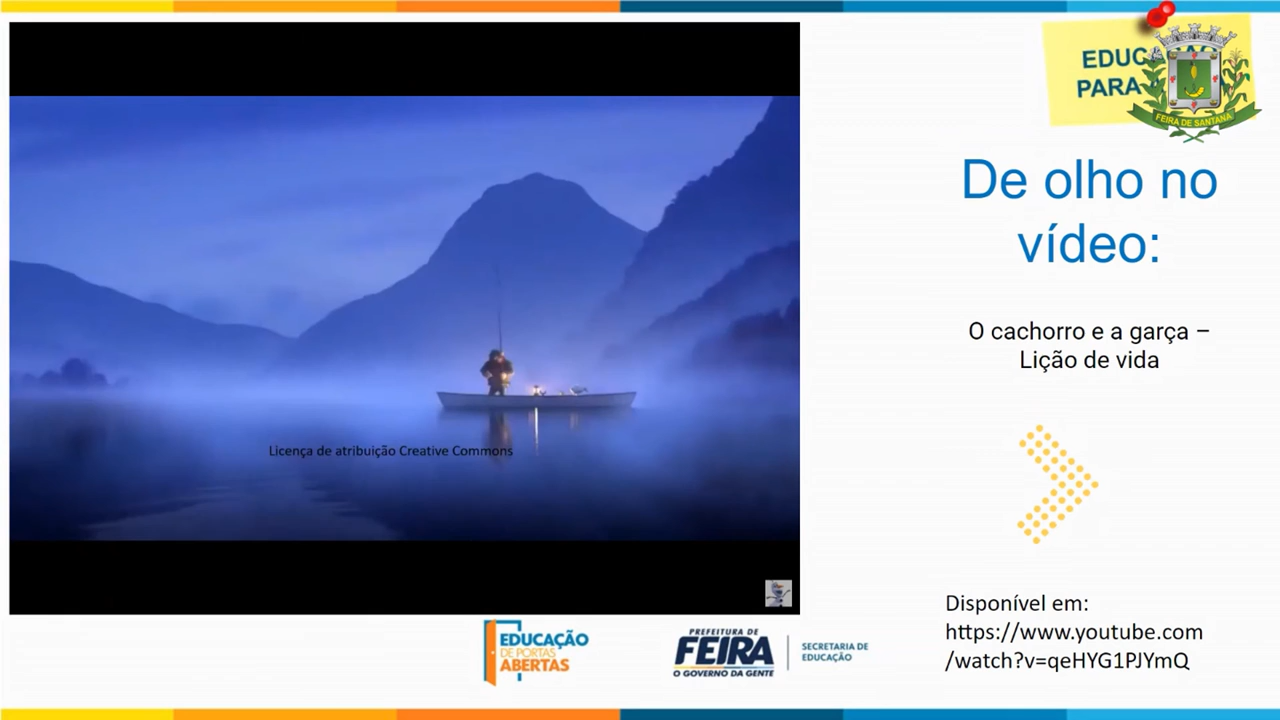 EDUC
PARA
FEIRA DE SANTANA
De olho no
vídeo:
O cachorro e a garça –
Lição de vida
Licença de atribuição Creative Commons
Disponível em:
https://www.youtube.com
/watch?v=qeHYG1PJYmQ
EDUCAÇÃO
DE PORTAS
ABERTAS
PREFEITURA DE
FEIRA
O GOVERNO DA GENTE
SECRETARIA DE
EDUCAÇÃO